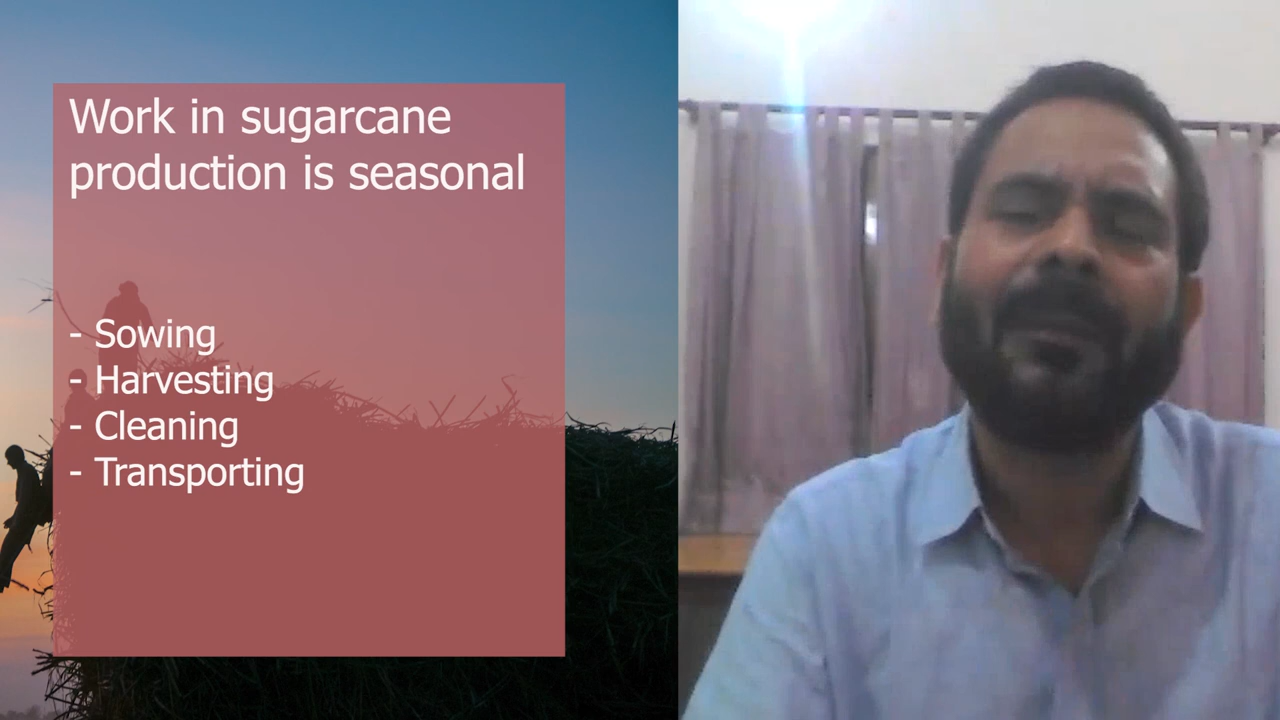 Work in sugarcane
production is seasonal
- Sowing
- Harvesting
- Cleaning
- Transporting